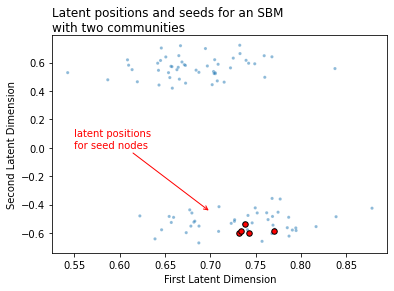 Latent positions and seeds for an SBM
with two communities
Second Latent Dimension
0.6
0.4
0.2
0.0
−0.2
−0.4
−0.6
latent positions
for seed nodes
0.55
0.60
0.65
0.70
0.75
0.80
0.85
First Latent Dimension